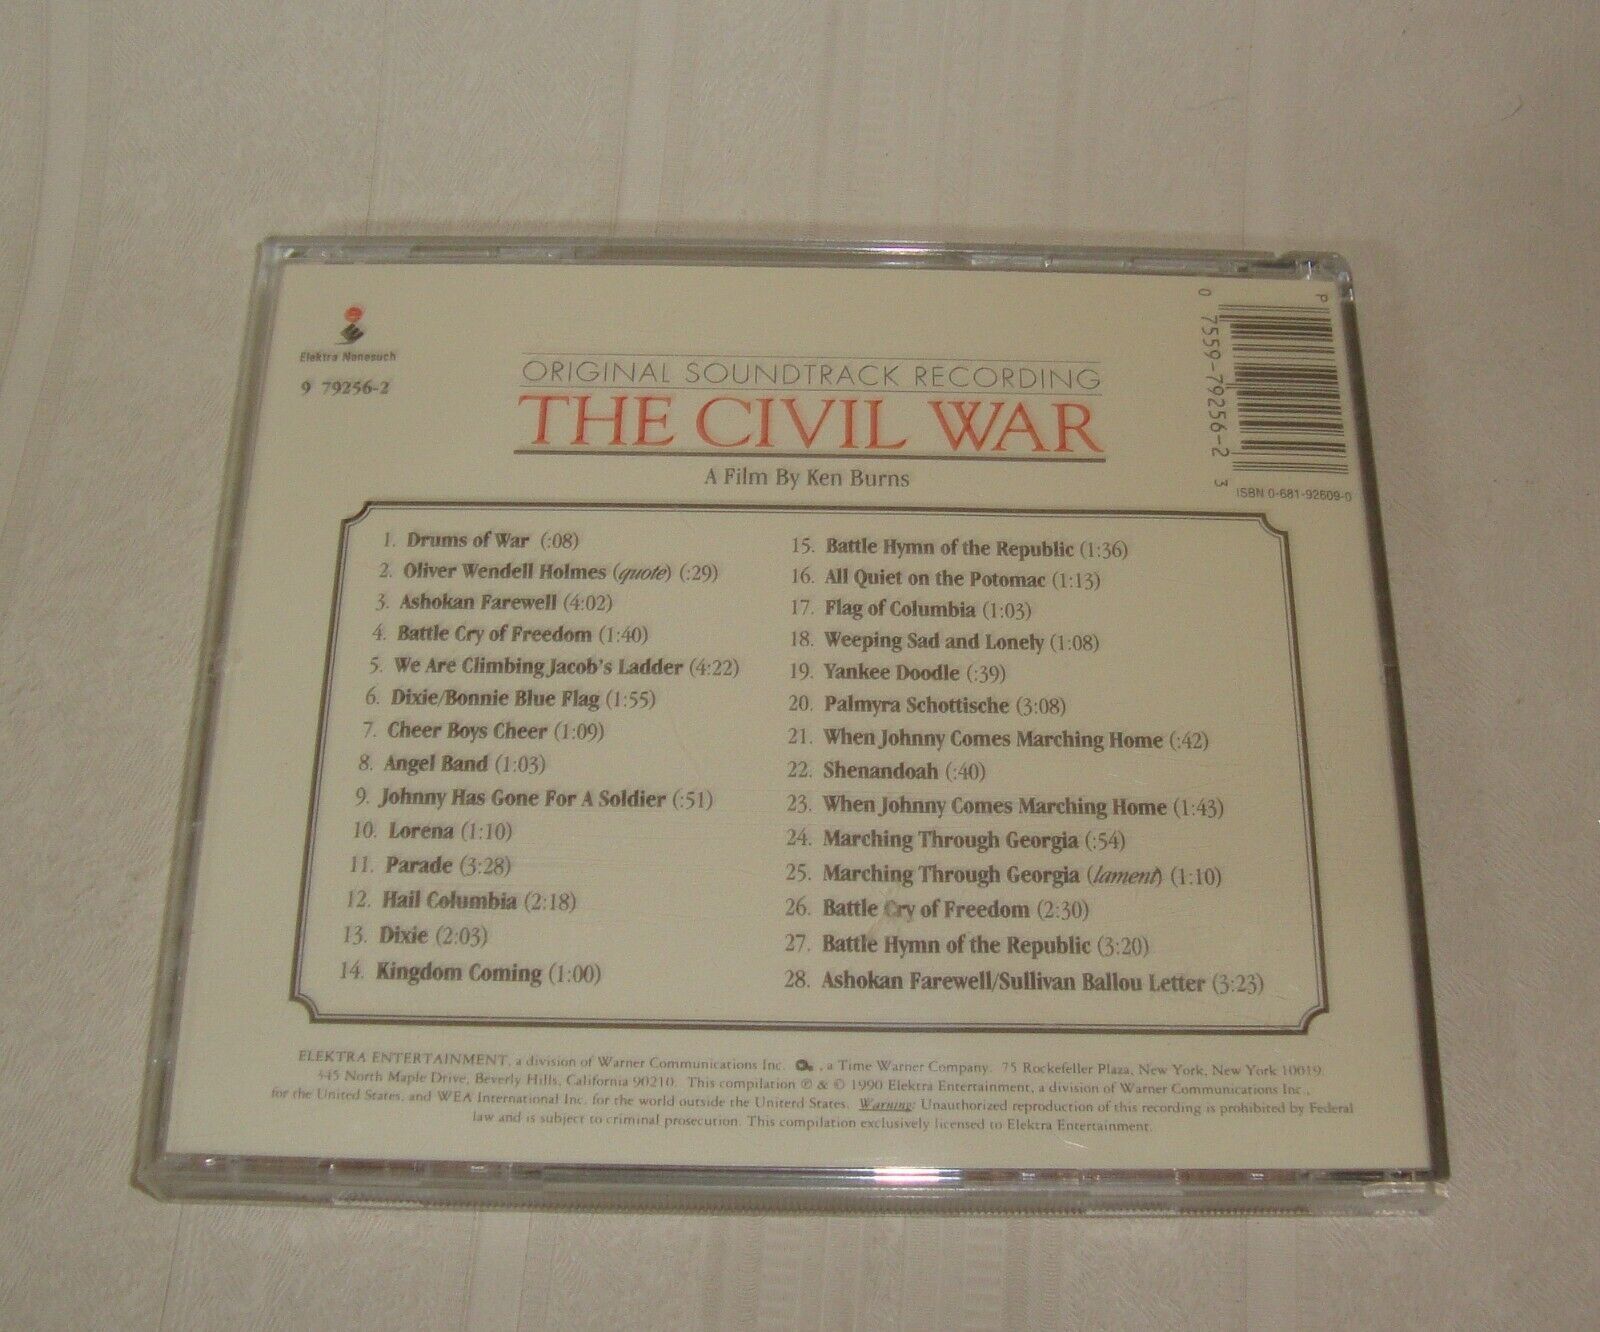 Elektra Nonesuch
9 79256-2
ORIGINAL SOUNDTRACK RECORDING
THE CIVIL WAR
A Film By Ken Burns
P
0 7559-79256-2 3
ISBN 0-681-92609-0
1. Drums of War (:08)
2. Oliver Wendell Holmes (quote) (:29)
3. Ashokan Farewell (4:02)
4. Battle Cry of Freedom (1:40)
5. We Are Climbing Jacob's Ladder (4:22)
6. Dixie/Bonnie Blue Flag (1:55)
7. Cheer Boys Cheer (1:09)
8. Angel Band (1:03)
9. Johnny Has Gone For A Soldier (:51)
10. Lorena (1:10)
11. Parade (3:28)
12. Hail Columbia (2:18)
13. Dixie (2:03)
14. Kingdom Coming (1:00)
15. Battle Hymn of the Republic (1:36)
16. All Quiet on the Potomac (1:13)
17. Flag of Columbia (1:03)
18. Weeping Sad and Lonely (1:08)
19. Yankee Doodle (:39)
20. Palmyra Schottische (3:08)
21. When Johnny Comes Marching Home (:42)
22. Shenandoah (:40)
23. When Johnny Comes Marching Home (1:43)
24. Marching Through Georgia (:54)
25. Marching Through Georgia (lament) (1:10)
26. Battle Cry of Freedom (2:30)
27. Battle Hymn of the Republic (3:20)
28. Ashokan Farewell/Sullivan Ballou Letter (3:23)
ELEKTRA ENTERTAINMENT, a division of Warner Communications Inc. , a Time Warner Company. 75 Rockefeller Plaza, New York, New York 10019.
345 North Maple Drive, Beverly Hills, California 90210. This compilation ℗ & © 1990 Elektra Entertainment, a division of Warner Communications Inc.,
for the United States, and WEA International Inc. for the world outside the Uniterd States. Warning: Unauthorized reproduction of this recording is prohibited by Federal
law and is subject to criminal prosecution. This compilation exclusively licensed to Elektra Entertainment.